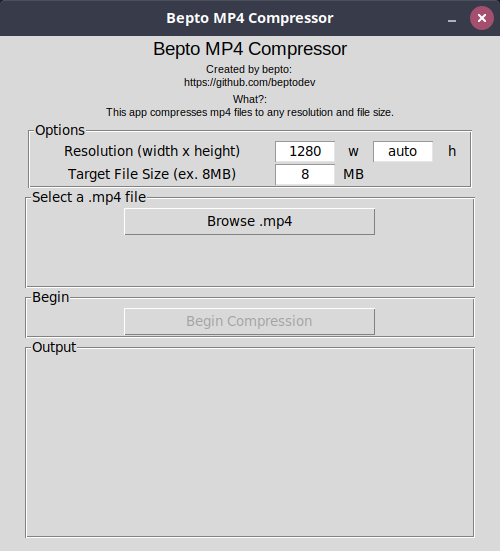 Bepto MP4 Compressor
Bepto MP4 Compressor
Created by bepto:
https://github.com/beptodev
What?:
This app compresses mp4 files to any resolution and file size.
Options
Resolution (width x height) 1280 w auto h
Target File Size (ex. 8MB) 8 MB
Select a .mp4 file
Browse .mp4
Begin
Begin Compression
Output